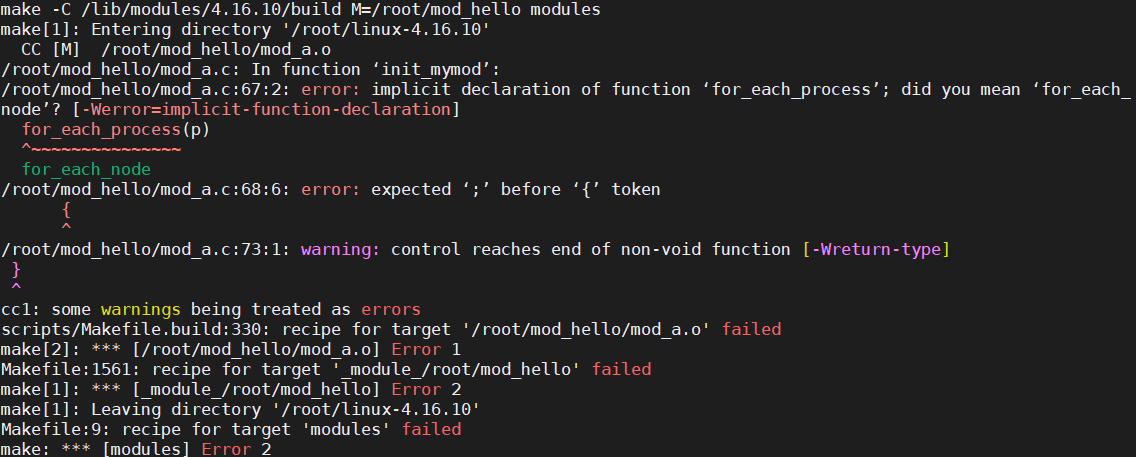 make -C /lib/modules/4.16.10/build M=/root/mod_hello modules
make[1]: Entering directory '/root/linux-4.16.10'
  CC [M]  /root/mod_hello/mod_a.o
/root/mod_hello/mod_a.c: In function ‘init_mymod’:
/root/mod_hello/mod_a.c:67:2: error: implicit declaration of function ‘for_each_process’; did you mean ‘for_each_
node’? [-Werror=implicit-function-declaration]
  for_each_process(p)
  ^~~~~~~~~~~~~~~~
  for_each_node
/root/mod_hello/mod_a.c:68:6: error: expected ‘;’ before ‘{’ token
      {
      ^
/root/mod_hello/mod_a.c:73:1: warning: control reaches end of non-void function [-Wreturn-type]
 }
 ^
cc1: some warnings being treated as errors
scripts/Makefile.build:330: recipe for target '/root/mod_hello/mod_a.o' failed
make[2]: *** [/root/mod_hello/mod_a.o] Error 1
Makefile:1561: recipe for target '_module_/root/mod_hello' failed
make[1]: *** [_module_/root/mod_hello] Error 2
make[1]: Leaving directory '/root/linux-4.16.10'
Makefile:9: recipe for target 'modules' failed
make: *** [modules] Error 2